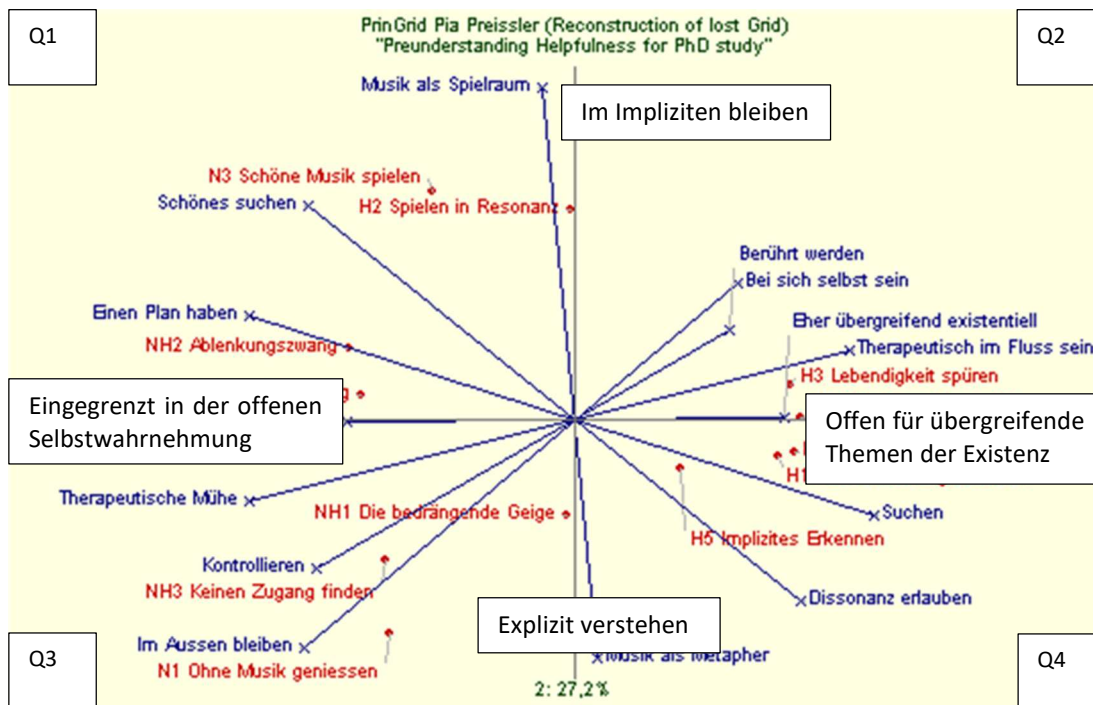 Q1
PrinGrid Pia Preissler (Reconstruction of lost Grid)
"Preunderstanding Helpfulness for PhD study"
Q2
Musik als Spielraum
Im Impliziten bleiben
N3 Schöne Musik spielen
Schönes suchen
H2 Spielen in Resonanz
Berührt werden
Bei sich selbst sein
Einen Plan haben
Eher übergreifend existentiell
NH2 Ablenkungszwang
Therapeutisch im Fluss sein
H3 Lebendigkeit spüren
Eingegrenzt in der offenen
Selbstwahrnehmung
Offen für übergreifende
Themen der Existenz
Therapeutische Mühe
NH1 Die bedrängende Geige
Suchen
H5 Implizites Erkennen
Kontrollieren
NH3 Keinen Zugang finden
Dissonanz erlauben
Explizit verstehen
Im Aussen bleiben
Musik als Metapher
N1 Ohne Musik geniessen
Q3
Q4
2: 27,2%